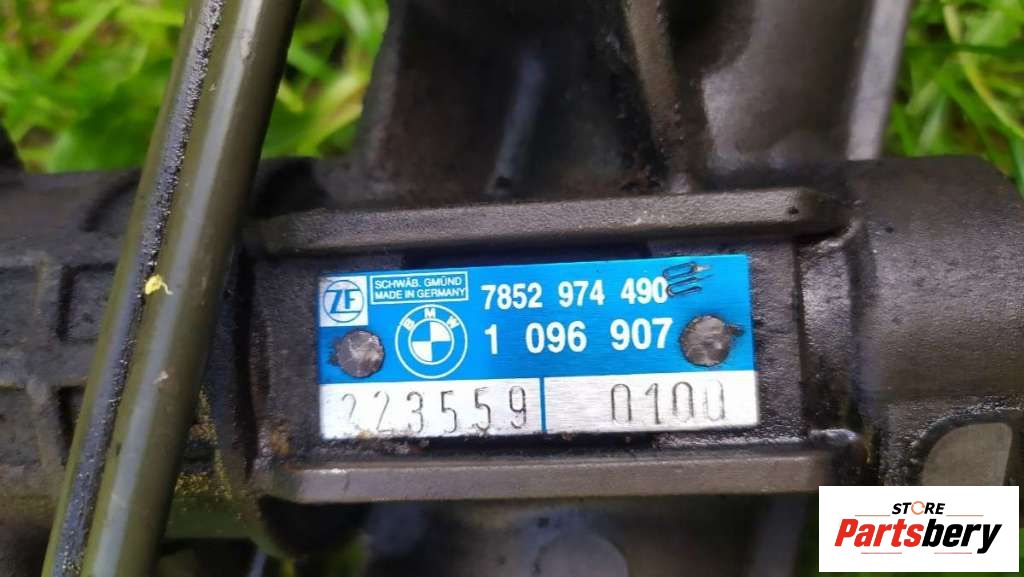 ZF
SCHWÄB. GMÜND
MADE IN GERMANY
7852 974 490
BMW
1 096 907
223559
0100
STORE
Partsbery